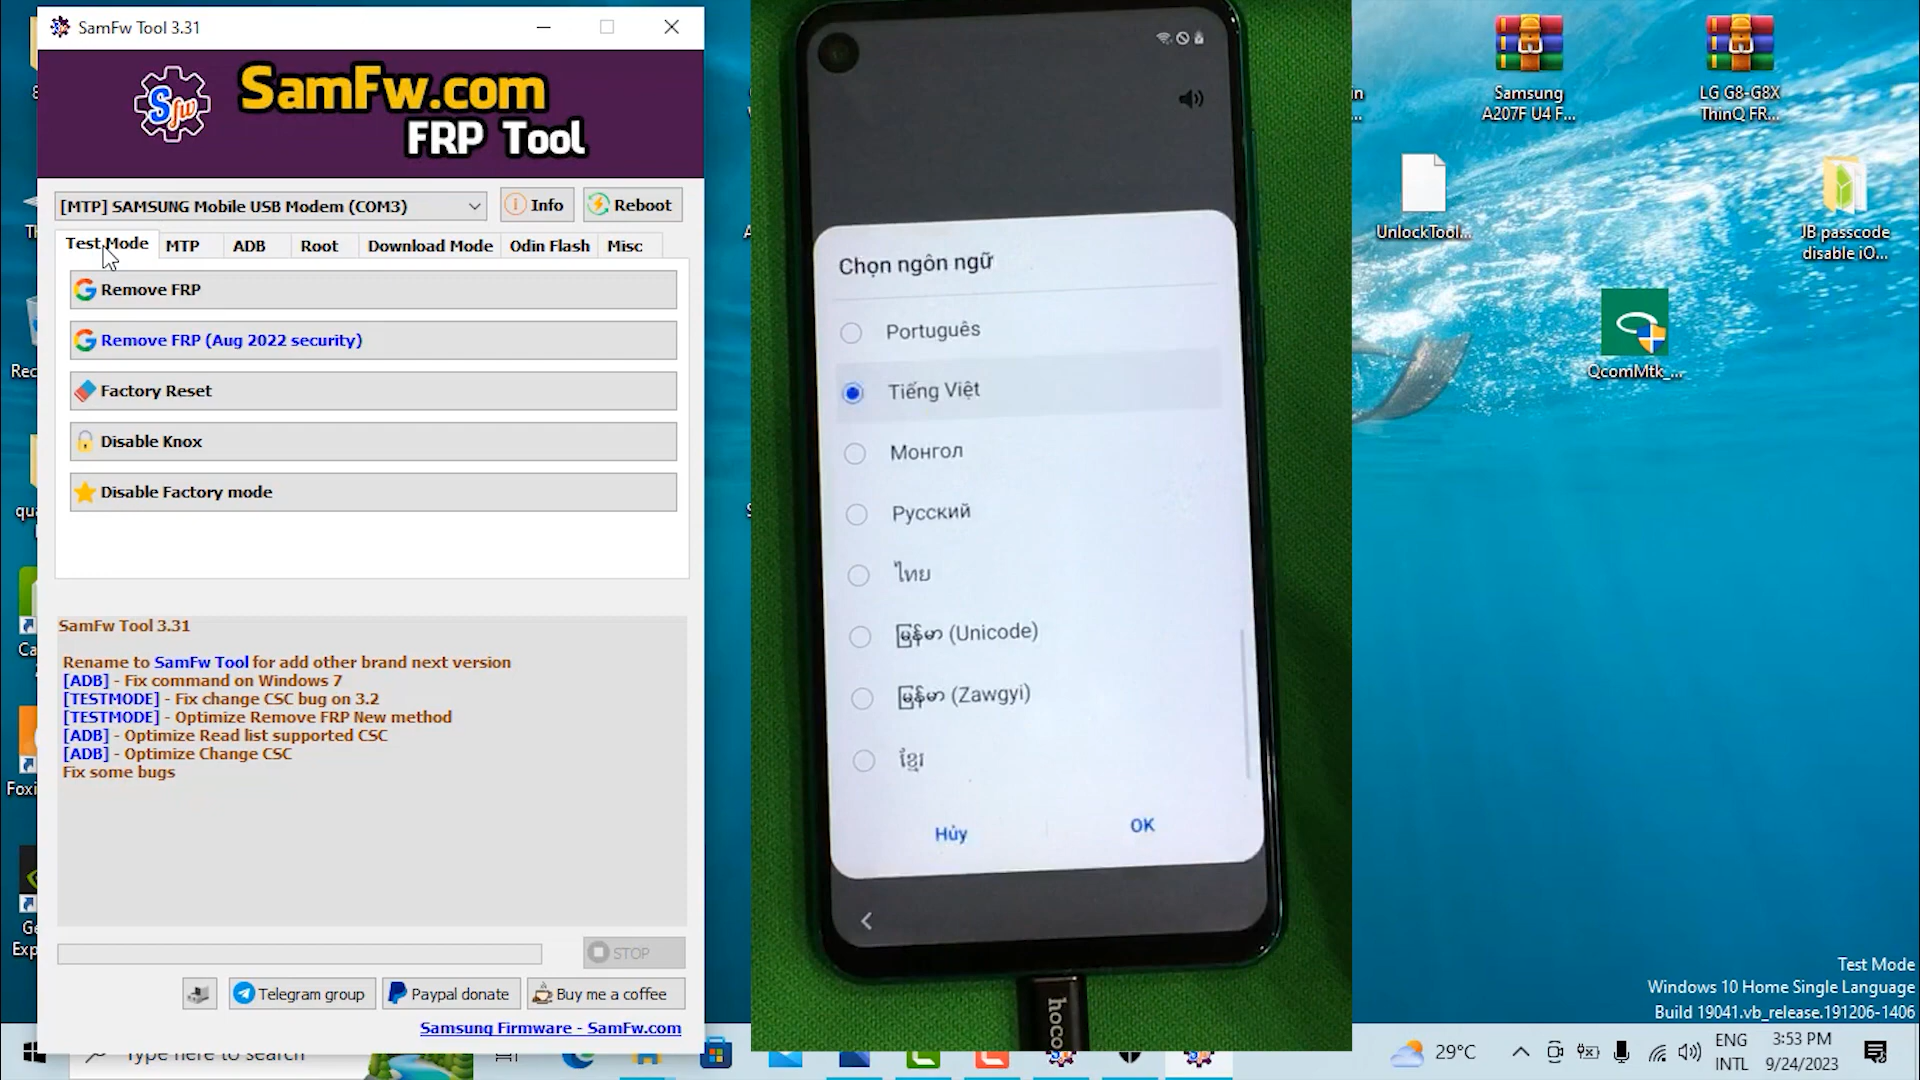 SamFw Tool 3.31
SamFw.com
FRP Tool
[MTP] SAMSUNG Mobile USB Modem (COM3)
Info
Reboot
Test Mode
MTP
ADB
Root
Download Mode
Odin Flash
Misc
Remove FRP
Remove FRP (Aug 2022 security)
Factory Reset
Disable Knox
Disable Factory mode
SamFw Tool 3.31
Rename to SamFw Tool for add other brand next version
[ADB] - Fix command on Windows 7
[TESTMODE] - Fix change CSC bug on 3.2
[TESTMODE] - Optimize Remove FRP New method
[ADB] - Optimize Read list supported CSC
[ADB] - Optimize Change CSC
Fix some bugs
STOP
Telegram group
Paypal donate
Buy me a coffee
Samsung Firmware - SamFw.com
Chọn ngôn ngữ
Português
Tiếng Việt
Монгол
Русский
ไทย
မြန်မာ (Unicode)
မြန်မာ (Zawgyi)
ខ្មែរ
Hủy
OK
hoco
Samsung
A207F U4 F...
LG G8-G8X
ThinQ FR...
UnlockTool...
JB passcode
disable iO...
QcomMtk_...
Test Mode
Windows 10 Home Single Language
Build 19041.vb_release.191206-1406
Type here to search
29°C
ENG
INTL
3:53 PM
9/24/2023